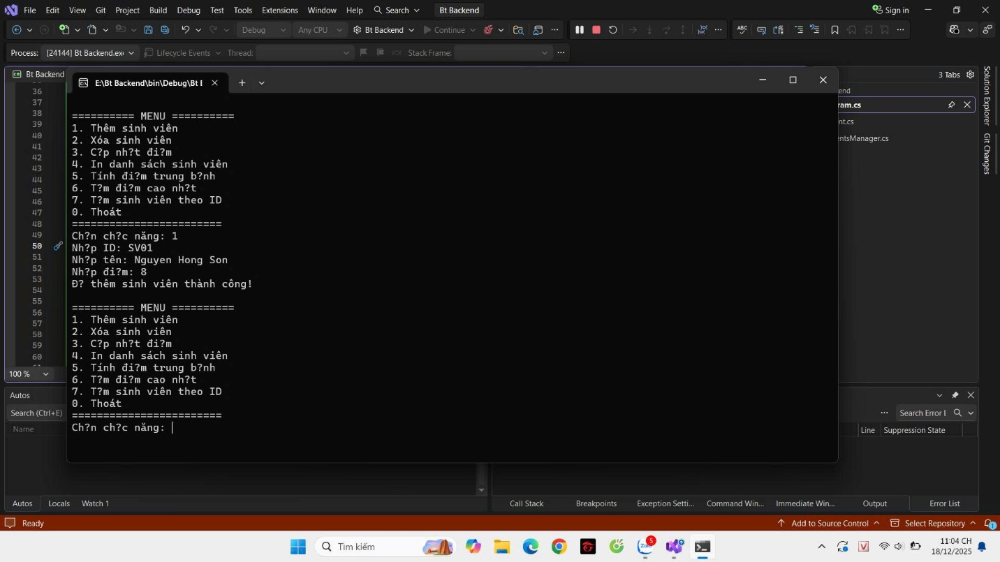 File Edit View Git Project Build Debug Test Tools Extensions Window Help Search Bt Backend Sign in
Debug Any CPU Bt Backend Continue
Process: [24144] Bt Backend.exe Lifecycle Events Thread: Stack Frame:
Bt Backend
E:\Bt Backend\bin\Debug\Bt
3 Tabs
end
ram.cs
nt.cs
entsManager.cs
Solution Explorer
Git Changes
36
37
38
39
40
41
42
43
44
45
46
47
48
49
50
51
52
53
54
55
56
57
58
59
60
========== MENU ==========
1. Thêm sinh viên
2. Xóa sinh viên
3. C?p nh?t đi?m
4. In danh sách sinh viên
5. Tính đi?m trung b?nh
6. T?m đi?m cao nh?t
7. T?m sinh viên theo ID
0. Thoát
========================
Ch?n ch?c năng: 1
Nh?p ID: SV01
Nh?p tên: Nguyen Hong Son
Nh?p đi?m: 8
Đ? thêm sinh viên thành công!
========== MENU ==========
1. Thêm sinh viên
2. Xóa sinh viên
3. C?p nh?t đi?m
4. In danh sách sinh viên
5. Tính đi?m trung b?nh
6. T?m đi?m cao nh?t
7. T?m sinh viên theo ID
0. Thoát
========================
Ch?n ch?c năng:
100 %
Autos
Search (Ctrl+E)
Name
Search Error
Line Suppression State
Autos Locals Watch 1
Call Stack Breakpoints Exception Setti... Command Win... Immediate Win... Output Error List
Ready
Add to Source Control Select Repository 1
Tìm kiếm
Zalo 5
11:04 CH
18/12/2025